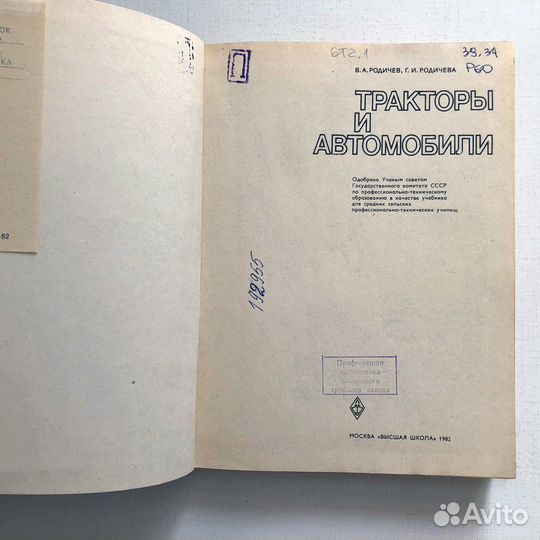 ОК
КА
-82
П
6Т2.1
39.34
Р60
В. А. РОДИЧЕВ, Г. И. РОДИЧЕВА
ТРАКТОРЫ
И
АВТОМОБИЛИ
Одобрено Ученым советом
Государственного комитета СССР
по профессионально-техническому
образованию в качестве учебника
для средних сельских
профессионально-технических училищ
192955
Профсоюзная
библиотека
Северского
трубного завода
МОСКВА «ВЫСШАЯ ШКОЛА» 1982
Avito